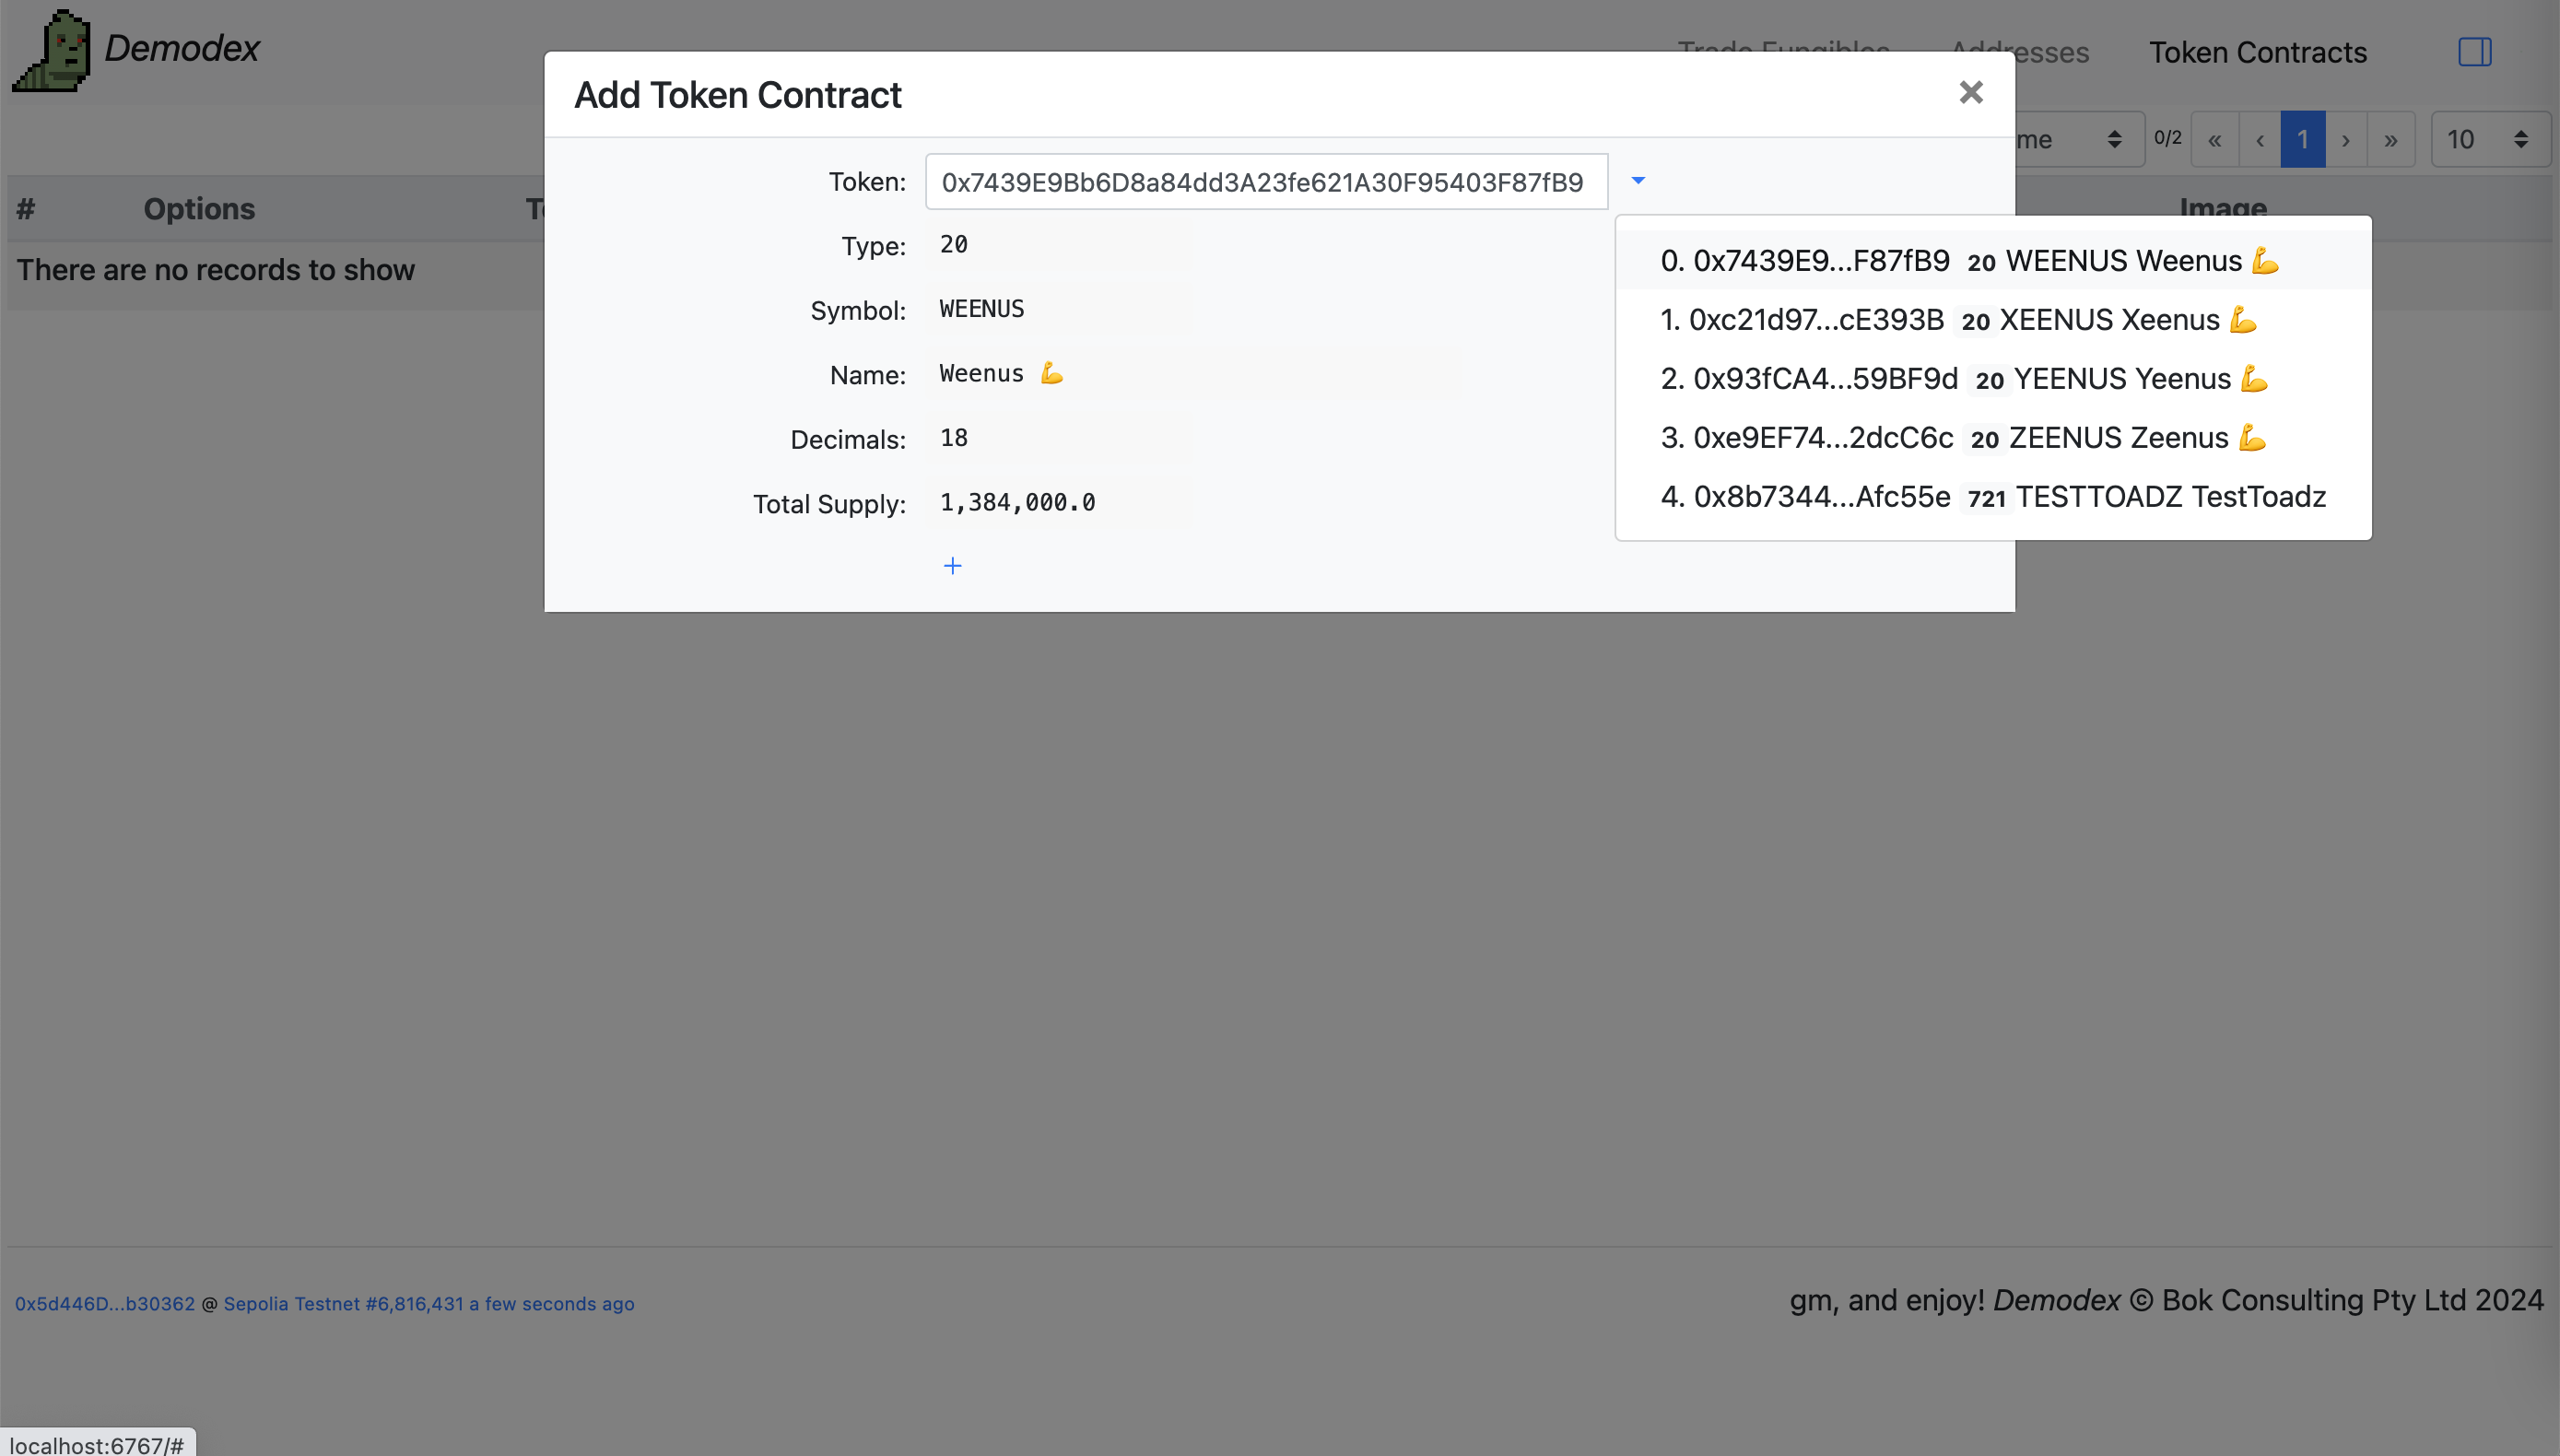 Demodex
Trade Fungibles
Addresses
Token Contracts
Add Token Contract
×
me
0/2
«
‹
1
›
»
10
#
Options
Image
There are no records to show
Token: 0x7439E9Bb6D8a84dd3A23fe621A30F95403F87fB9
Type: 20
Symbol: WEENUS
Name: Weenus 💪
Decimals: 18
Total Supply: 1,384,000.0
+
0. 0x7439E9...F87fB9 20 WEENUS Weenus 💪
1. 0xc21d97...cE393B 20 XEENUS Xeenus 💪
2. 0x93fCA4...59BF9d 20 YEENUS Yeenus 💪
3. 0xe9EF74...2dcC6c 20 ZEENUS Zeenus 💪
4. 0x8b7344...Afc55e 721 TESTTOADZ TestToadz
0x5d446D...b30362 @ Sepolia Testnet #6,816,431 a few seconds ago
gm, and enjoy! Demodex © Bok Consulting Pty Ltd 2024
localhost:6767/#